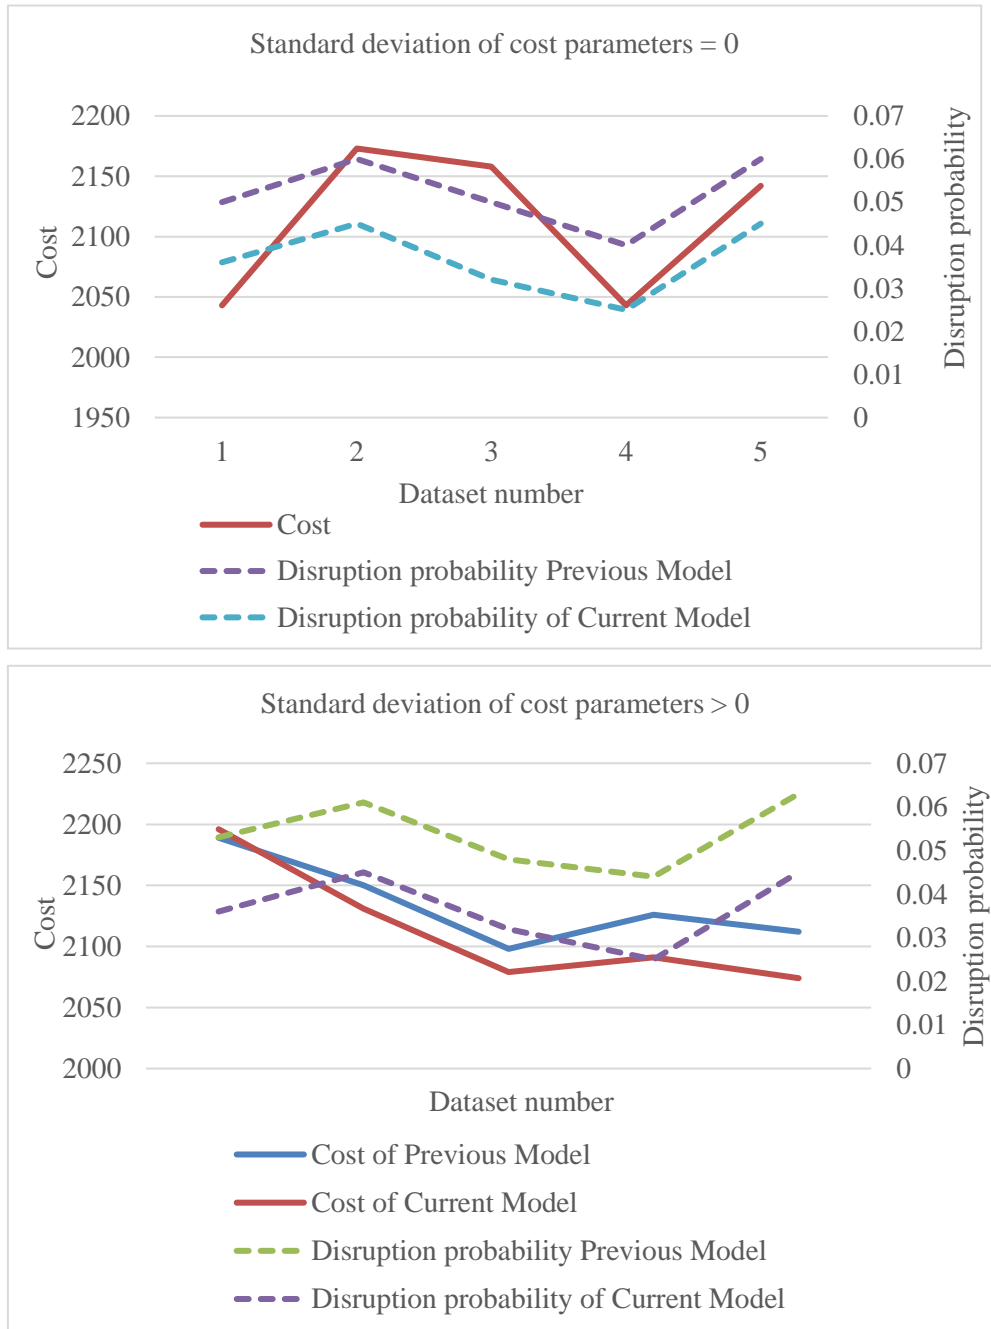 Standard deviation of cost parameters = 0
2200
2150
2100
2050
2000
1950
Cost
0.07
0.06
0.05
0.04
0.03
0.02
0.01
0
Disruption probability
1 2 3 4 5
Dataset number
Cost
Disruption probability Previous Model
Disruption probability of Current Model
Standard deviation of cost parameters > 0
2250
2200
2150
2100
2050
2000
Cost
0.07
0.06
0.05
0.04
0.03
0.02
0.01
0
Disruption probability
Dataset number
Cost of Previous Model
Cost of Current Model
Disruption probability Previous Model
Disruption probability of Current Model